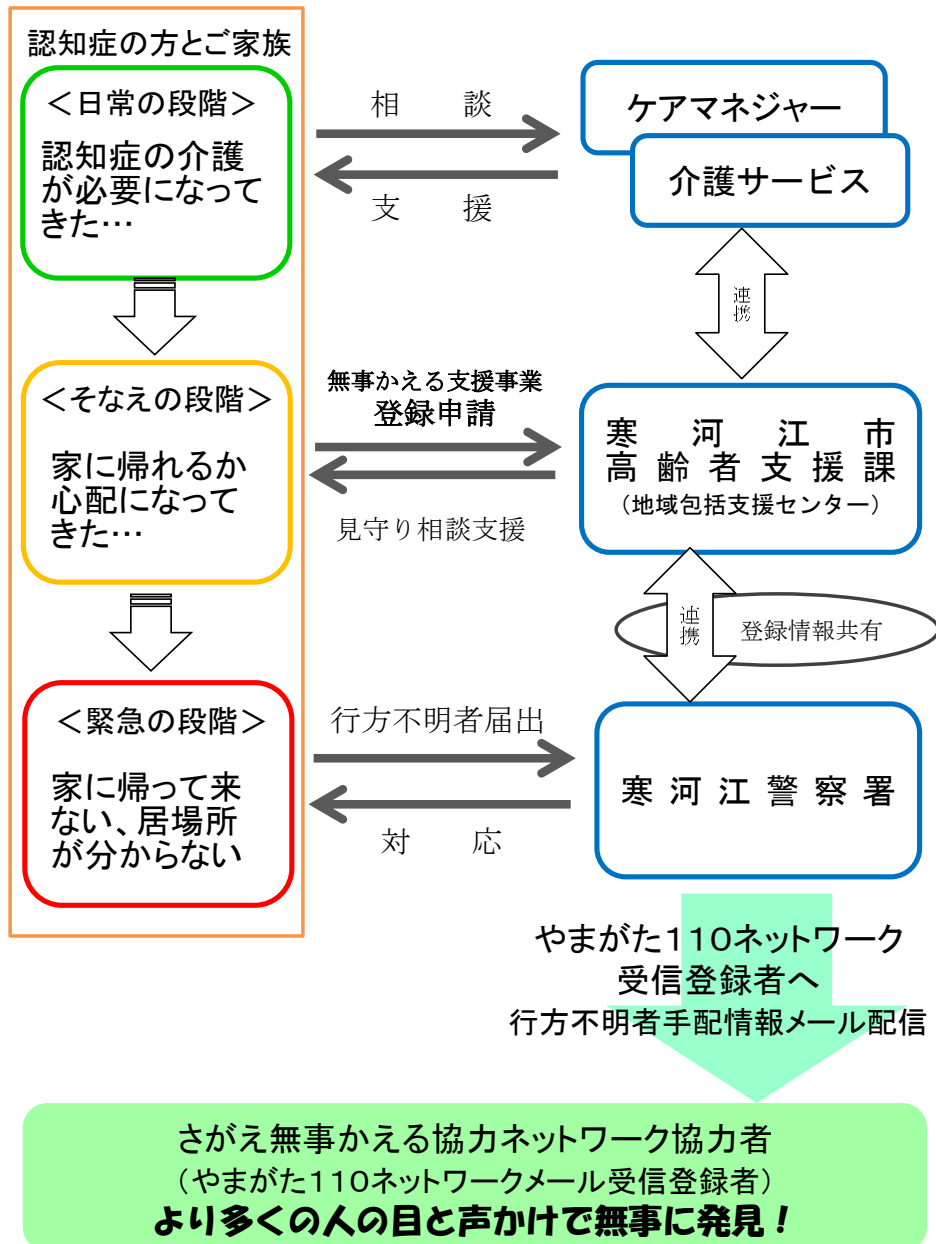 認知症の方とご家族
＜日常の段階＞
認知症の介護
が必要になって
きた…
相　　談
支　　援
ケアマネジャー
介護サービス
連携
＜そなえの段階＞
家に帰れるか
心配になって
きた…
無事かえる支援事業
登録申請
見守り相談支援
寒河江市
高齢者支援課
（地域包括支援センター）
連携
登録情報共有
＜緊急の段階＞
家に帰って来
ない、居場所
が分からない
行方不明者届出
対　　応
寒河江警察署
やまがた１１０ネットワーク
受信登録者へ
行方不明者手配情報メール配信
さがえ無事かえる協力ネットワーク協力者
（やまがた１１０ネットワークメール受信登録者）
より多くの人の目と声かけで無事に発見！